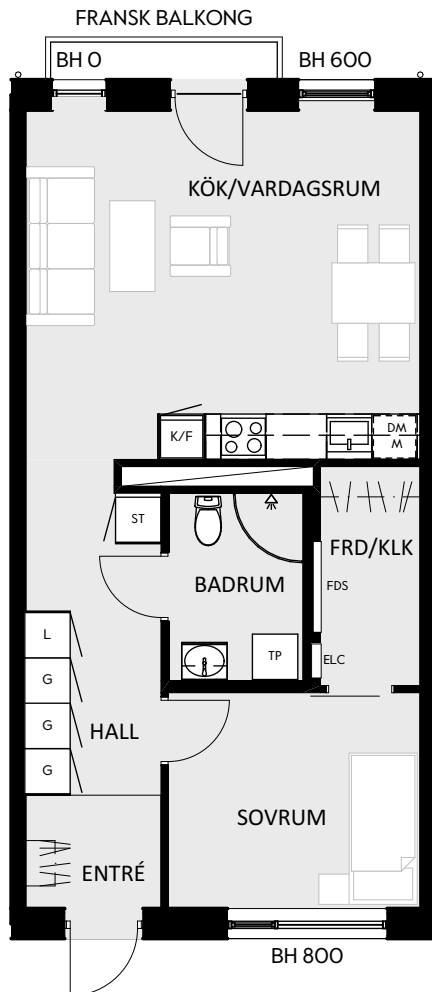 FRANSK BALKONG
BH 0
BH 600
KÖK/VARDAGSRUM
K/F
DM
M
ST
FRD/KLK
BADRUM
FDS
L
TP
ELC
G
G
HALL
G
SOVRUM
ENTRÉ
BH 800